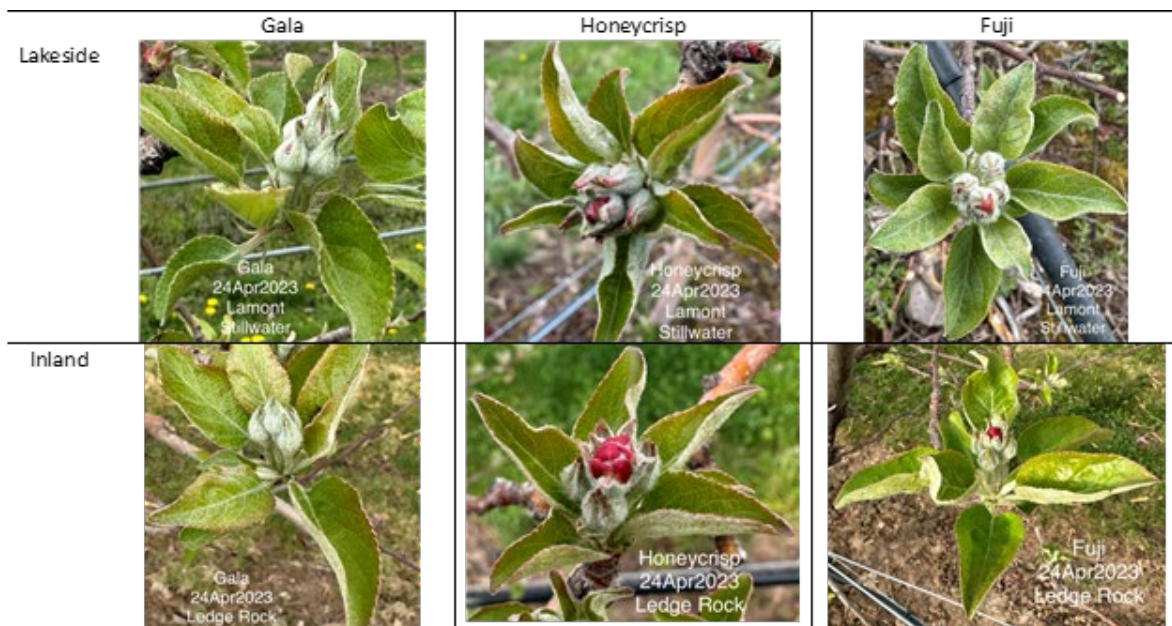 Gala
Honeycrisp
Fuji
Lakeside
Gala
24Apr2023
Lamont
Stillwater
Honeycrisp
24Apr2023
Lamont
Stillwater
Fuji
24Apr2023
Lamont
Stillwater
Inland
Gala
24Apr2023
Ledge Rock
Honeycrisp
24Apr2023
Ledge Rock
Fuji
24Apr2023
Ledge Rock